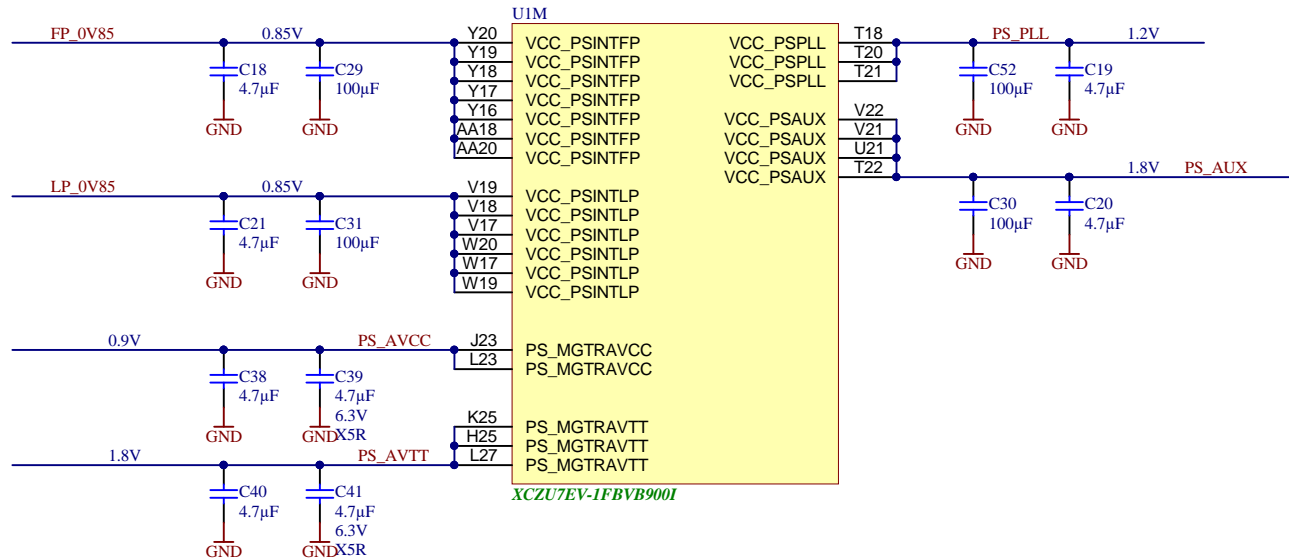 U1M
FP_0V85 0.85V Y20 VCC_PSINTFP VCC_PSPLL T18 PS_PLL 1.2V
Y19 VCC_PSINTFP VCC_PSPLL T20
C18 C29 Y18 VCC_PSINTFP VCC_PSPLL T21 C52 C19
4.7µF 100µF Y17 VCC_PSINTFP 100µF 4.7µF
GND GND Y16 VCC_PSINTFP VCC_PSAUX V22 GND GND
AA18 VCC_PSINTFP VCC_PSAUX V21
AA20 VCC_PSINTFP VCC_PSAUX U21
VCC_PSAUX T22 1.8V PS_AUX
LP_0V85 0.85V V19 VCC_PSINTLP
V18 VCC_PSINTLP C30 C20
C21 C31 V17 VCC_PSINTLP 100µF 4.7µF
4.7µF 100µF W20 VCC_PSINTLP GND GND
GND GND W17 VCC_PSINTLP
W19 VCC_PSINTLP
0.9V PS_AVCC J23 PS_MGTRAVCC
L23 PS_MGTRAVCC
C38 C39
4.7µF 4.7µF
6.3V
GND GND X5R
K25 PS_MGTRAVTT
H25 PS_MGTRAVTT
1.8V PS_AVTT L27 PS_MGTRAVTT
C40 C41 XCZU7EV-1FBVB900I
4.7µF 4.7µF
6.3V
GND GND X5R